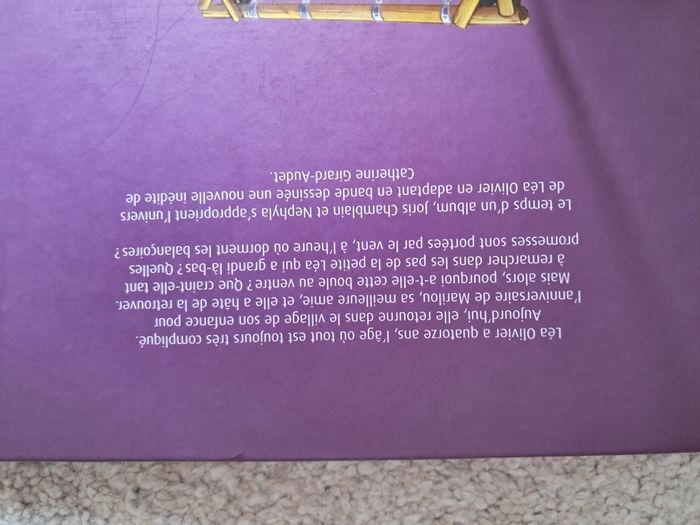 Léa Olivier a quatorze ans, l'âge où tout est toujours très compliqué.
Aujourd'hui, elle retourne dans le village de son enfance pour
l'anniversaire de Marilou, sa meilleure amie, et elle a hâte de la retrouver.
Mais alors, pourquoi a-t-elle cette boule au ventre ? Que craint-elle tant
à remarcher dans les pas de la petite Léa qui a grandi là-bas ? Quelles
promesses sont portées par le vent, à l'heure où dorment les balançoires ?
Le temps d'un album, Joris Chamblain et Nephyla s'approprient l'univers
de Léa Olivier en adaptant en bande dessinée une nouvelle inédite de
Catherine Girard-Audet.